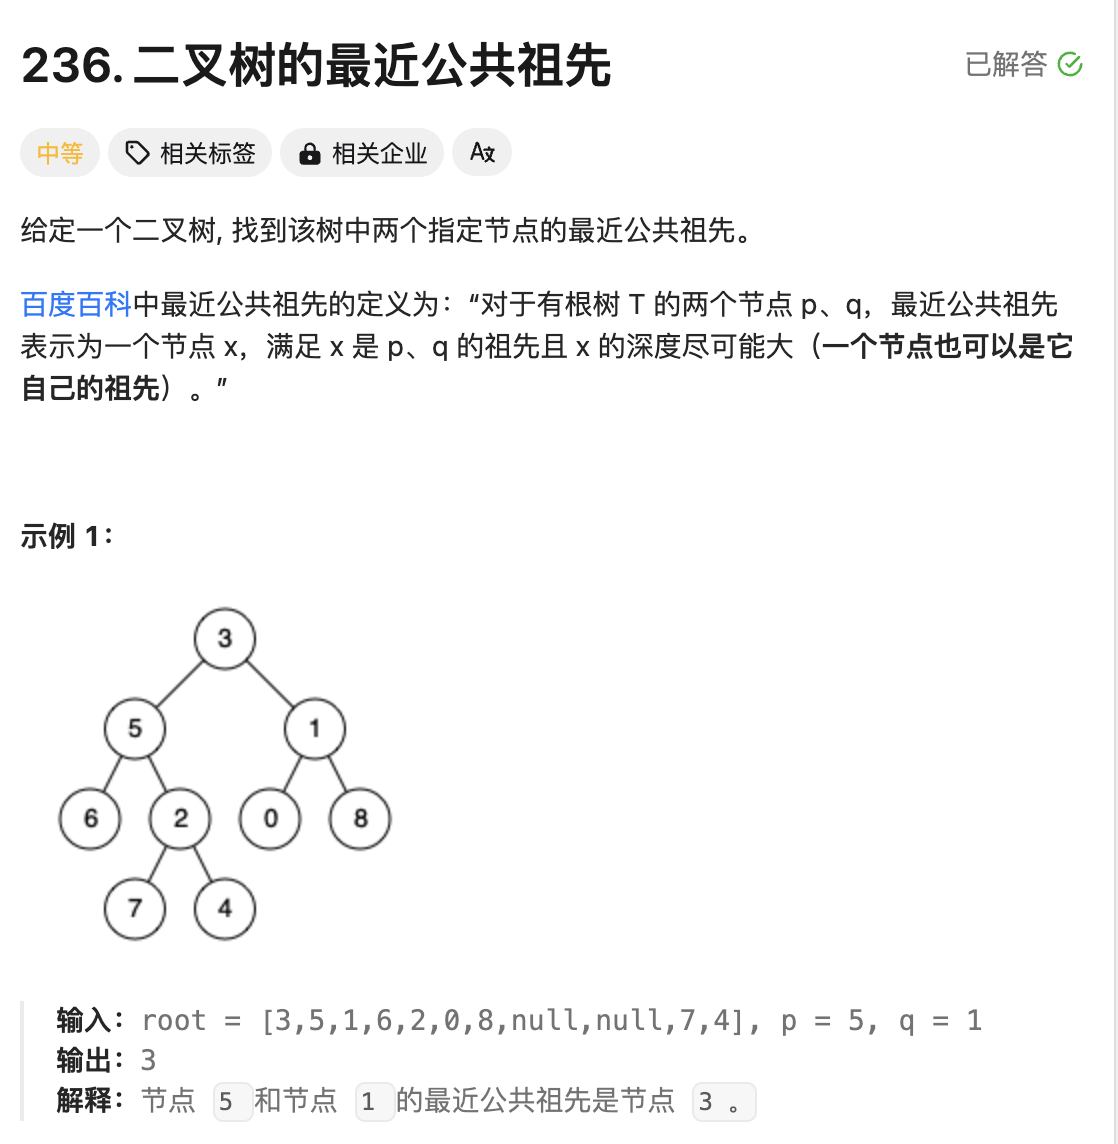 236. 二叉树的最近公共祖先
已解答
中等
相关标签
相关企业
给定一个二叉树, 找到该树中两个指定节点的最近公共祖先。
百度百科中最近公共祖先的定义为：“对于有根树 T 的两个节点 p、q，最近公共祖先
表示为一个节点 x，满足 x 是 p、q 的祖先且 x 的深度尽可能大（一个节点也可以是它
自己的祖先）。”
示例 1：
3
5 1
6 2 0 8
7 4
输入：root = [3,5,1,6,2,0,8,null,null,7,4], p = 5, q = 1
输出：3
解释：节点 5 和节点 1 的最近公共祖先是节点 3 。